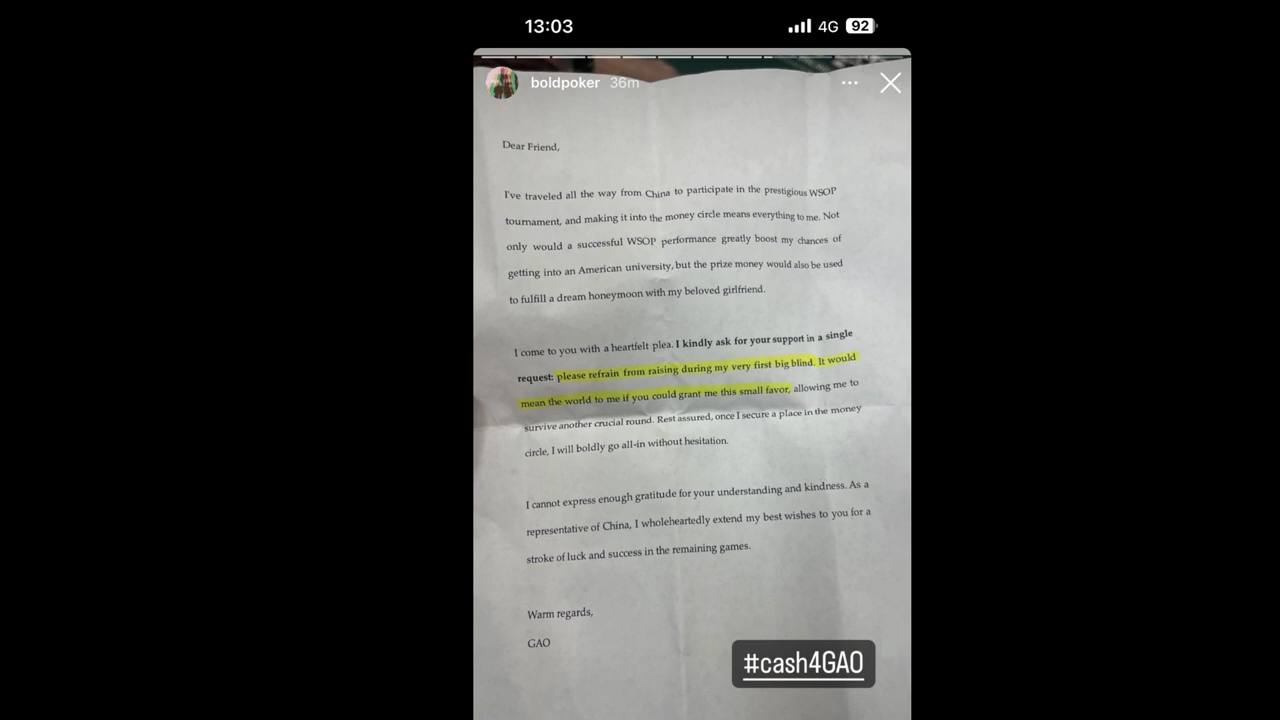 13:03
4G 92
boldpoker 36m
Dear Friend,
I've traveled all the way from China to participate in the prestigious WSOP
tournament, and making it into the money circle means everything to me. Not
only would a successful WSOP performance greatly boost my chances of
getting into an American university, but the prize money would also be used
to fulfill a dream honeymoon with my beloved girlfriend.
I come to you with a heartfelt plea. I kindly ask for your support in a single
request: please refrain from raising during my very first big blind. It would
mean the world to me if you could grant me this small favor, allowing me to
survive another crucial round. Rest assured, once I secure a place in the money
circle, I will boldly go all-in without hesitation.
I cannot express enough gratitude for your understanding and kindness. As a
representative of China, I wholeheartedly extend my best wishes to you for a
stroke of luck and success in the remaining games.
Warm regards,
GAO
#cash4GAO